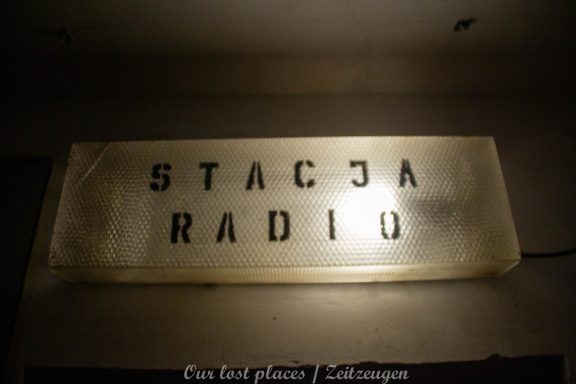 STACJA
RADIO
Our lost places / Zeitzeugen